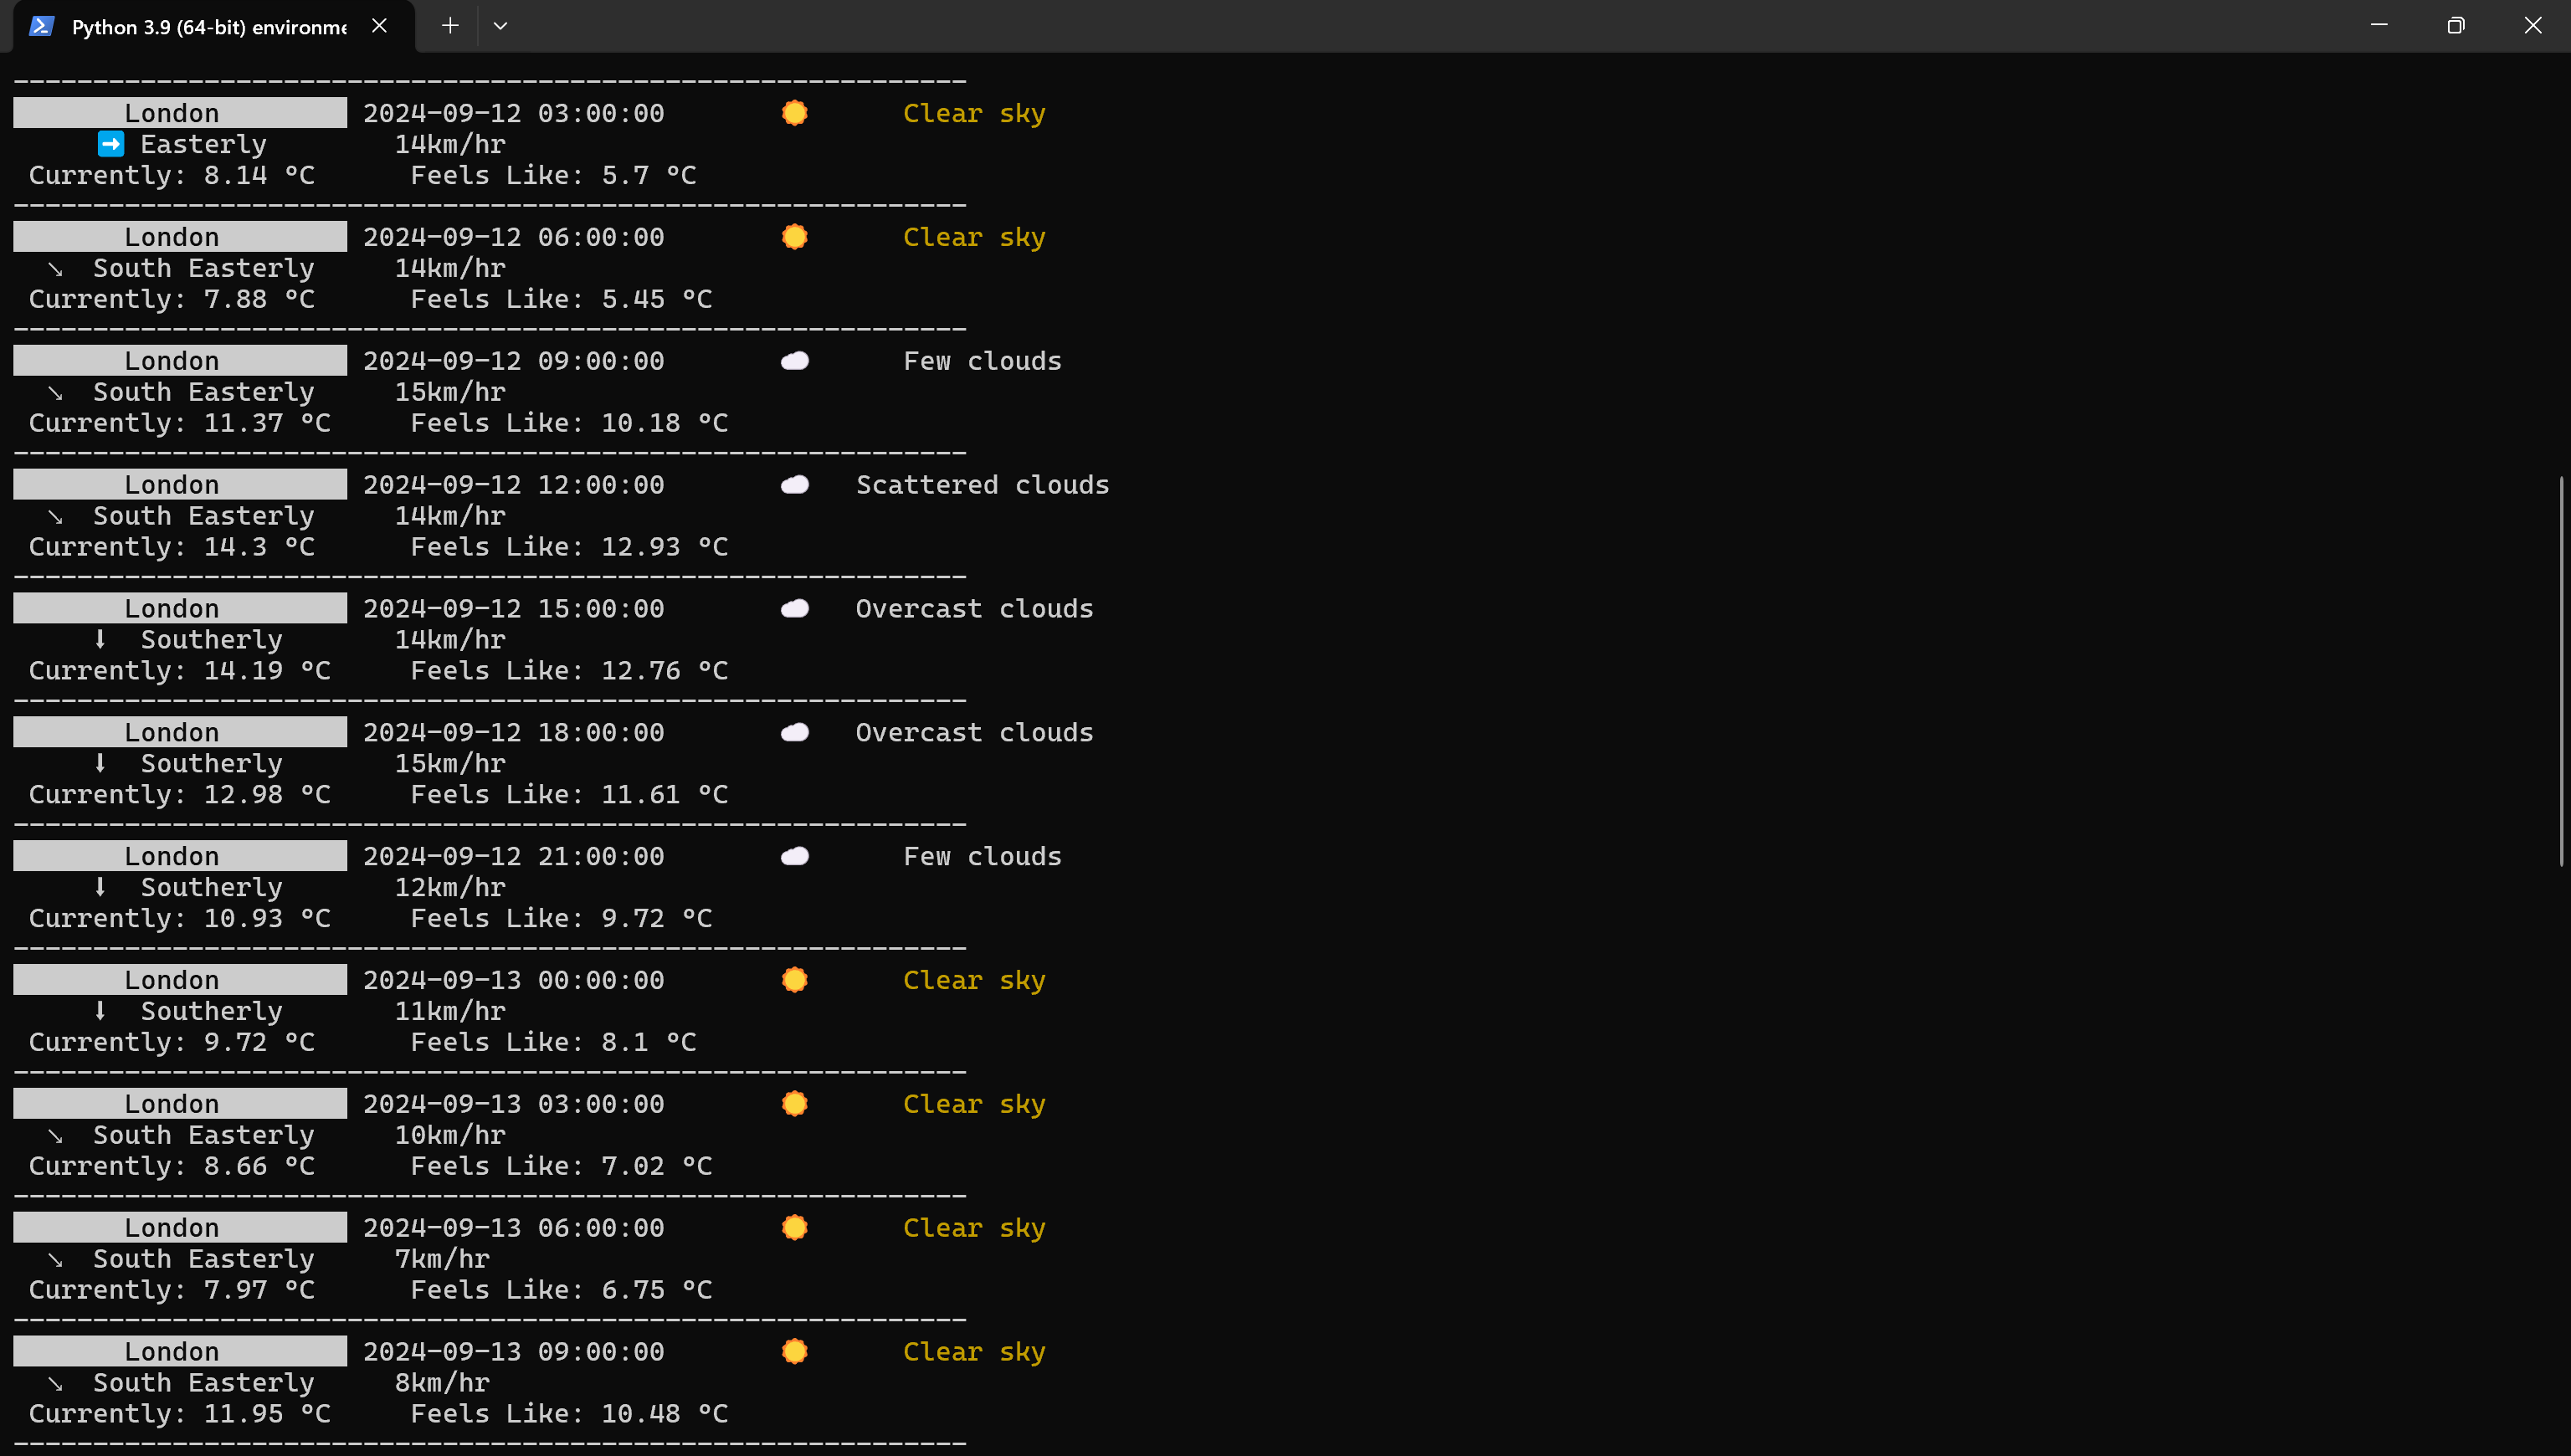 Python 3.9 (64-bit) environme
------------------------------------------------------------
London 2024-09-12 03:00:00 ☀️ Clear sky
➡️ Easterly 14km/hr
Currently: 8.14 °C Feels Like: 5.7 °C
------------------------------------------------------------
London 2024-09-12 06:00:00 ☀️ Clear sky
↘ South Easterly 14km/hr
Currently: 7.88 °C Feels Like: 5.45 °C
------------------------------------------------------------
London 2024-09-12 09:00:00 ☁️ Few clouds
↘ South Easterly 15km/hr
Currently: 11.37 °C Feels Like: 10.18 °C
------------------------------------------------------------
London 2024-09-12 12:00:00 ☁️ Scattered clouds
↘ South Easterly 14km/hr
Currently: 14.3 °C Feels Like: 12.93 °C
------------------------------------------------------------
London 2024-09-12 15:00:00 ☁️ Overcast clouds
⬇ Southerly 14km/hr
Currently: 14.19 °C Feels Like: 12.76 °C
------------------------------------------------------------
London 2024-09-12 18:00:00 ☁️ Overcast clouds
⬇ Southerly 15km/hr
Currently: 12.98 °C Feels Like: 11.61 °C
------------------------------------------------------------
London 2024-09-12 21:00:00 ☁️ Few clouds
⬇ Southerly 12km/hr
Currently: 10.93 °C Feels Like: 9.72 °C
------------------------------------------------------------
London 2024-09-13 00:00:00 ☀️ Clear sky
⬇ Southerly 11km/hr
Currently: 9.72 °C Feels Like: 8.1 °C
------------------------------------------------------------
London 2024-09-13 03:00:00 ☀️ Clear sky
↘ South Easterly 10km/hr
Currently: 8.66 °C Feels Like: 7.02 °C
------------------------------------------------------------
London 2024-09-13 06:00:00 ☀️ Clear sky
↘ South Easterly 7km/hr
Currently: 7.97 °C Feels Like: 6.75 °C
------------------------------------------------------------
London 2024-09-13 09:00:00 ☀️ Clear sky
↘ South Easterly 8km/hr
Currently: 11.95 °C Feels Like: 10.48 °C
------------------------------------------------------------